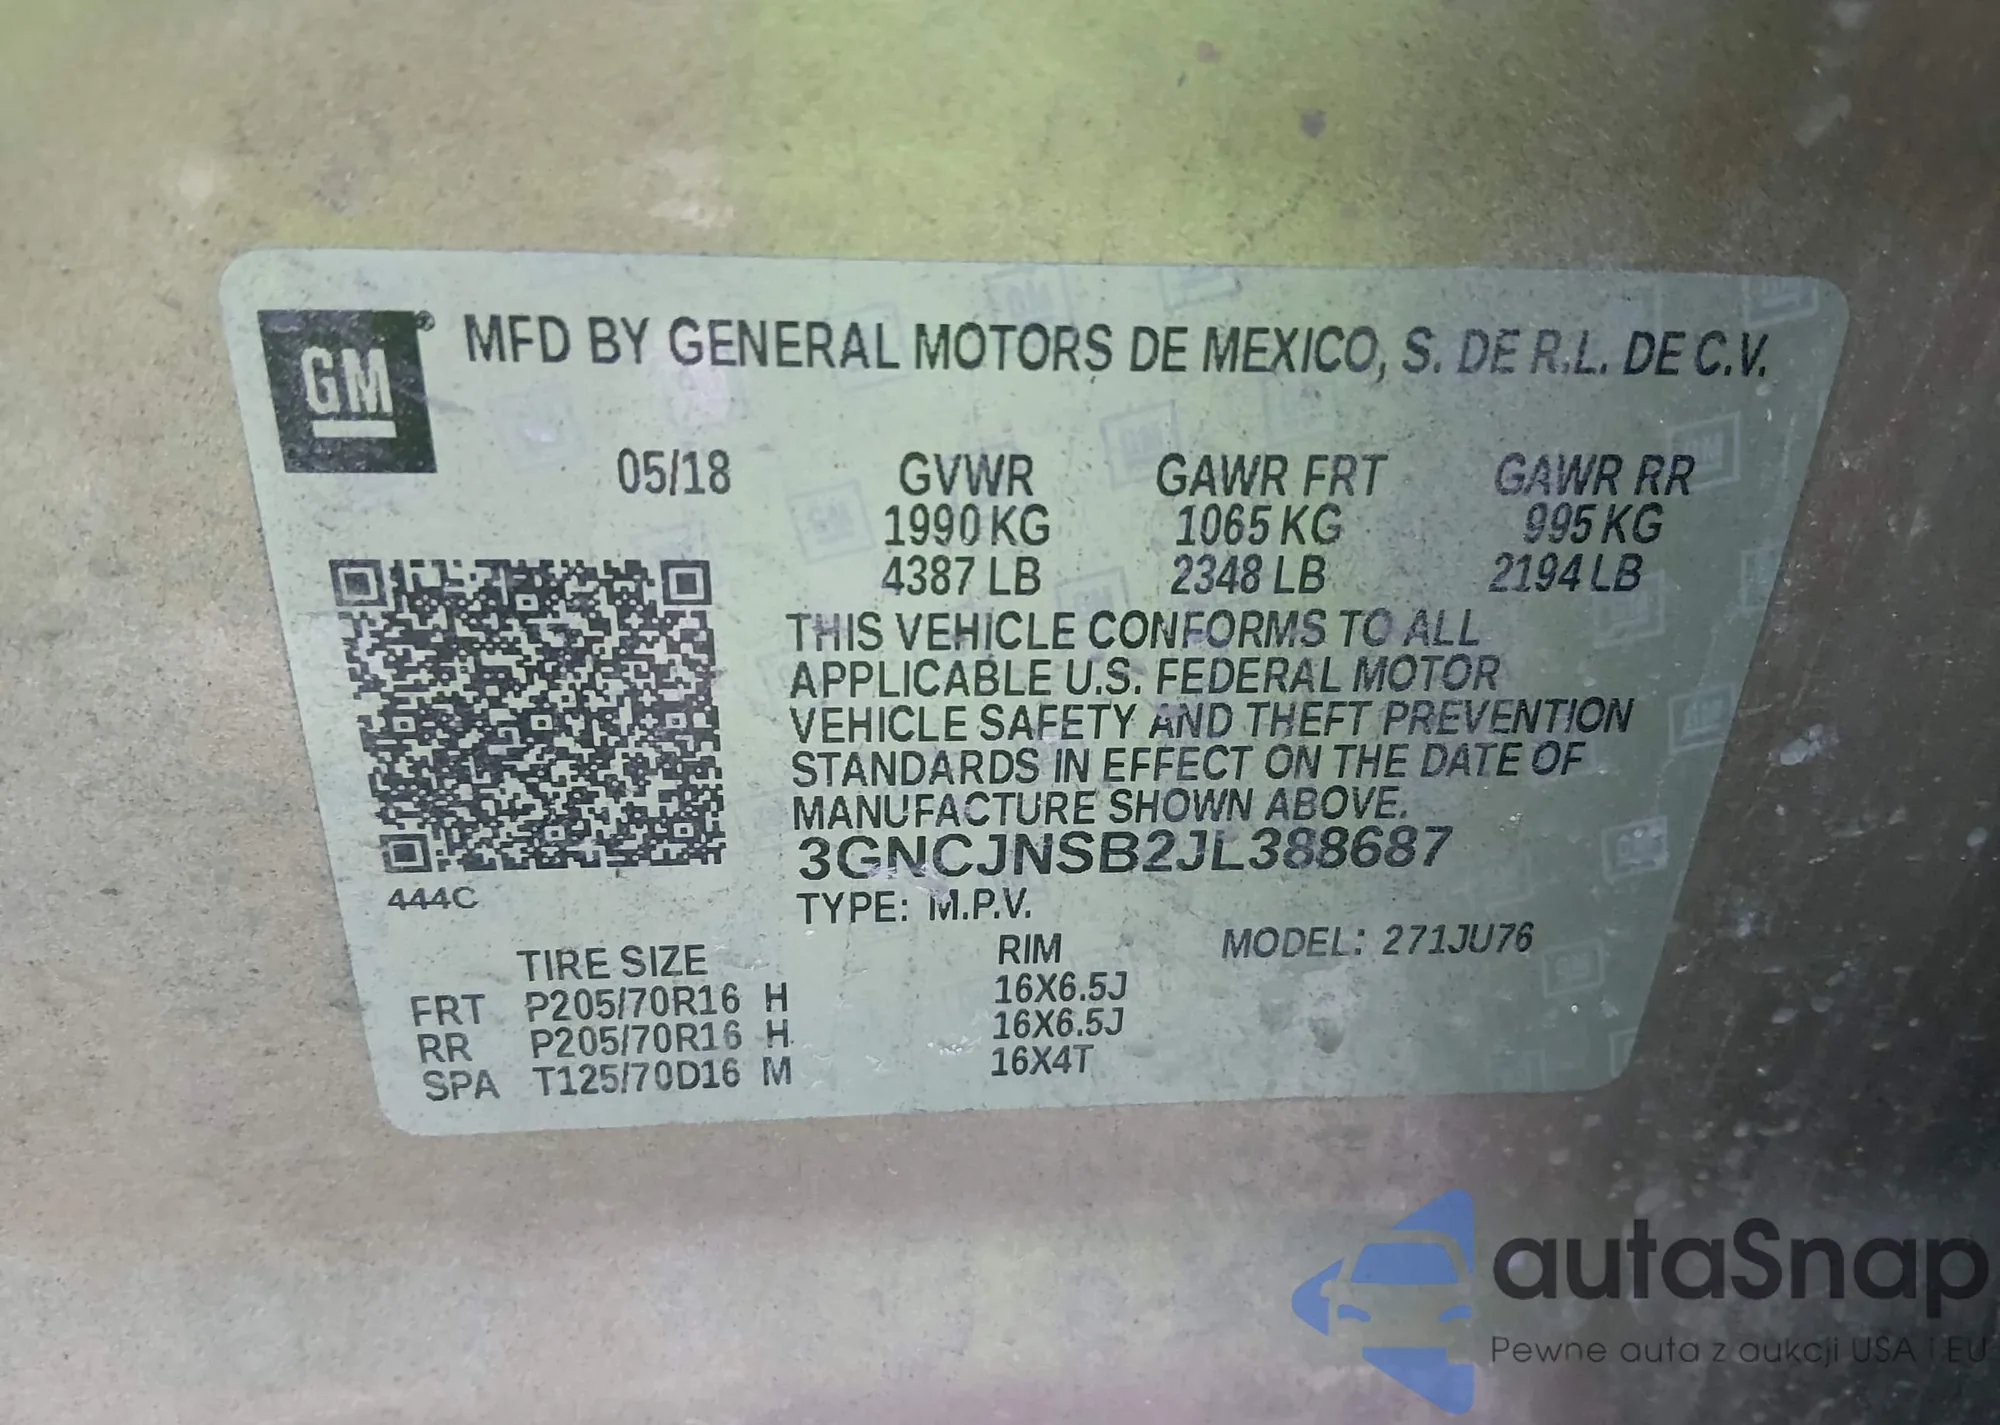 GM®
MFD BY GENERAL MOTORS DE MEXICO, S. DE R.L. DE C.V.
05/18 GVWR GAWR FRT GAWR RR
1990 KG 1065 KG 995 KG
4387 LB 2348 LB 2194 LB
THIS VEHICLE CONFORMS TO ALL
APPLICABLE U.S. FEDERAL MOTOR
VEHICLE SAFETY AND THEFT PREVENTION
STANDARDS IN EFFECT ON THE DATE OF
MANUFACTURE SHOWN ABOVE.
3GNCJNSB2JL388687
444C
TYPE: M.P.V.
TIRE SIZE RIM MODEL: 271JU76
FRT P205/70R16 H 16X6.5J
RR P205/70R16 H 16X6.5J
SPA T125/70D16 M 16X4T
autaSnap
Pewne auta z aukcji USA i EU